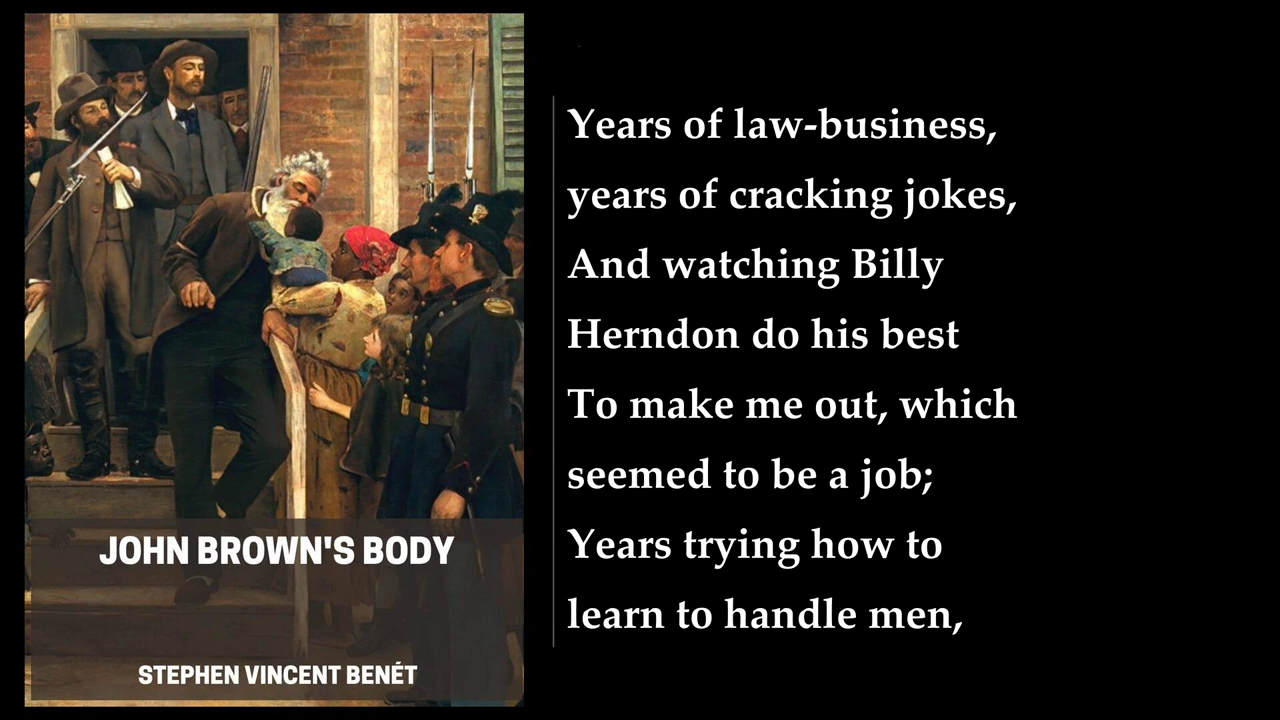 JOHN BROWN'S BODY
STEPHEN VINCENT BENÉT
Years of law-business,
years of cracking jokes,
And watching Billy
Herndon do his best
To make me out, which
seemed to be a job;
Years trying how to
learn to handle men,